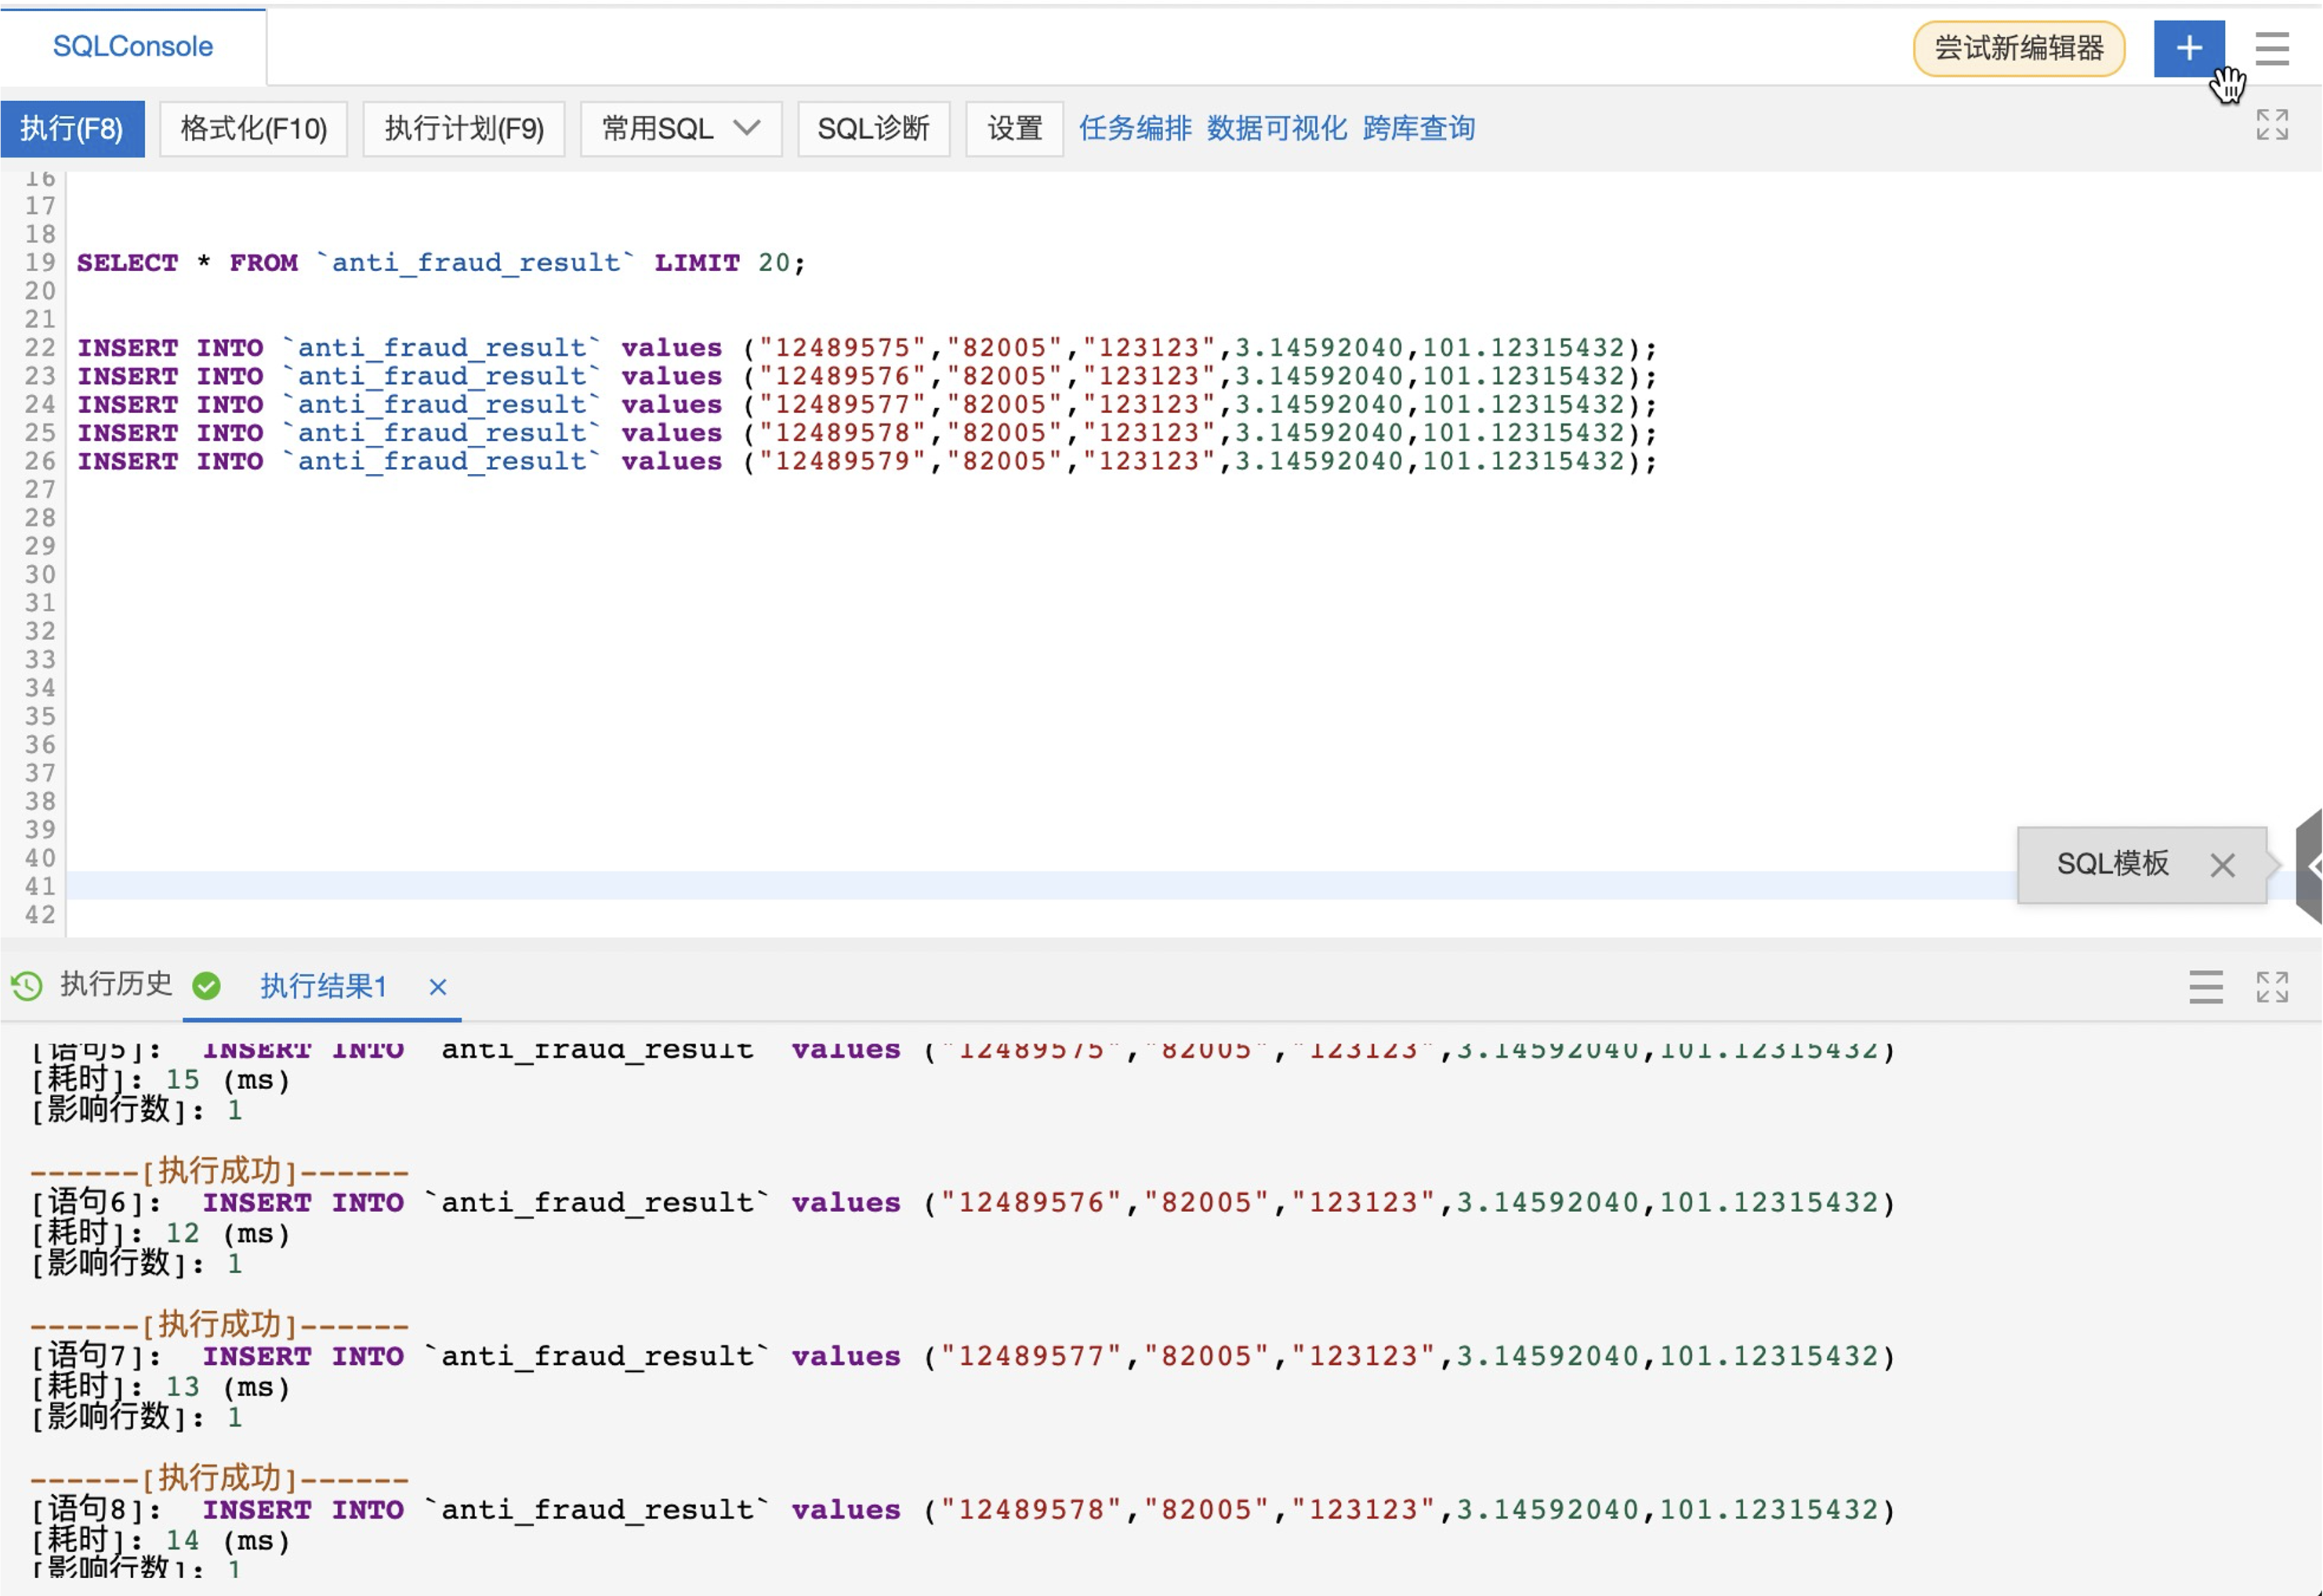 SQLConsole
尝试新编辑器
执行(F8) 格式化(F10) 执行计划(F9) 常用SQL SQL诊断 设置 任务编排 数据可视化 跨库查询
16
17
18
19 SELECT * FROM `anti_fraud_result` LIMIT 20;
20
21
22 INSERT INTO `anti_fraud_result` values ("12489575","82005","123123",3.14592040,101.12315432);
23 INSERT INTO `anti_fraud_result` values ("12489576","82005","123123",3.14592040,101.12315432);
24 INSERT INTO `anti_fraud_result` values ("12489577","82005","123123",3.14592040,101.12315432);
25 INSERT INTO `anti_fraud_result` values ("12489578","82005","123123",3.14592040,101.12315432);
26 INSERT INTO `anti_fraud_result` values ("12489579","82005","123123",3.14592040,101.12315432);
27
28
29
30
31
32
33
34
35
36
37
38
39
40
SQL模板
41
42
执行历史 执行结果1
[语句5]: INSERT INTO `anti_fraud_result` values ("12489575","82005","123123",3.14592040,101.12315432)
[耗时]: 15 (ms)
[影响行数]: 1
------[执行成功]------
[语句6]: INSERT INTO `anti_fraud_result` values ("12489576","82005","123123",3.14592040,101.12315432)
[耗时]: 12 (ms)
[影响行数]: 1
------[执行成功]------
[语句7]: INSERT INTO `anti_fraud_result` values ("12489577","82005","123123",3.14592040,101.12315432)
[耗时]: 13 (ms)
[影响行数]: 1
------[执行成功]------
[语句8]: INSERT INTO `anti_fraud_result` values ("12489578","82005","123123",3.14592040,101.12315432)
[耗时]: 14 (ms)
[影响行数]: 1